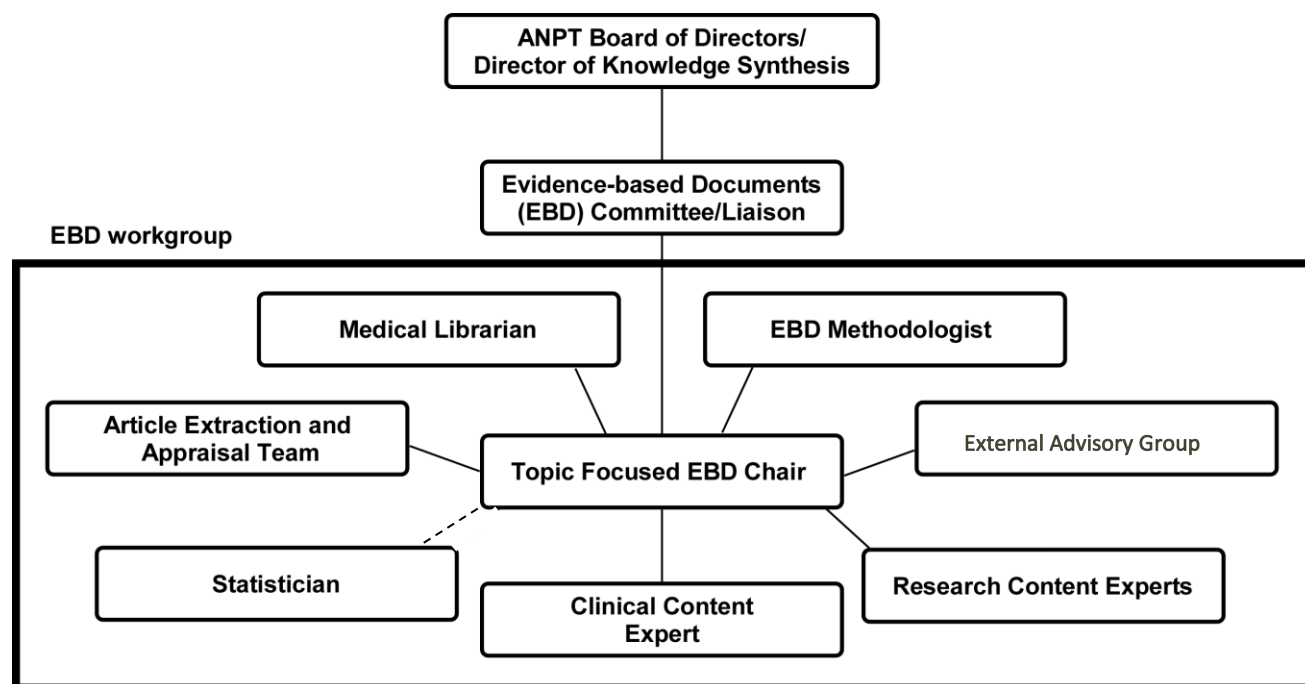 ANPT Board of Directors/
Director of Knowledge Synthesis
Evidence-based Documents
(EBD) Committee/Liaison
EBD workgroup
Medical Librarian
EBD Methodologist
Article Extraction and
Appraisal Team
External Advisory Group
Topic Focused EBD Chair
Statistician
Clinical Content
Expert
Research Content Experts